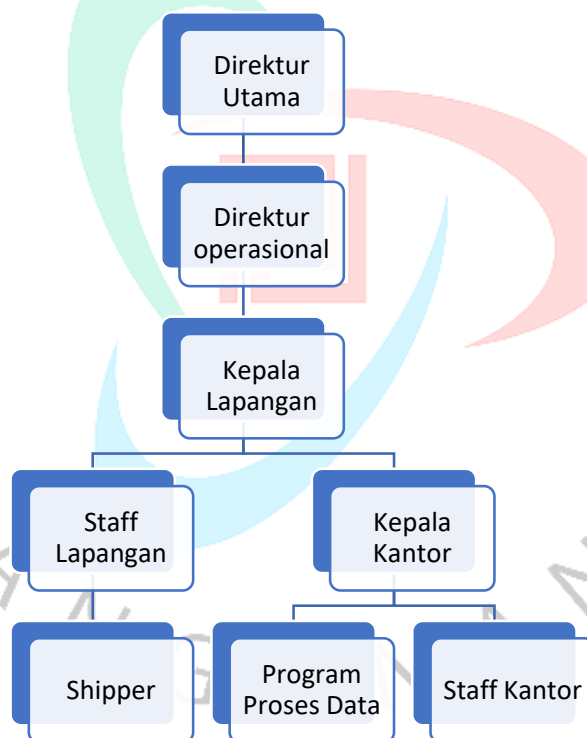 Direktur
Utama
Direktur
operasional
Kepala
Lapangan
Staff
Lapangan
Kepala
Kantor
Shipper
Program
Proses Data
Staff Kantor